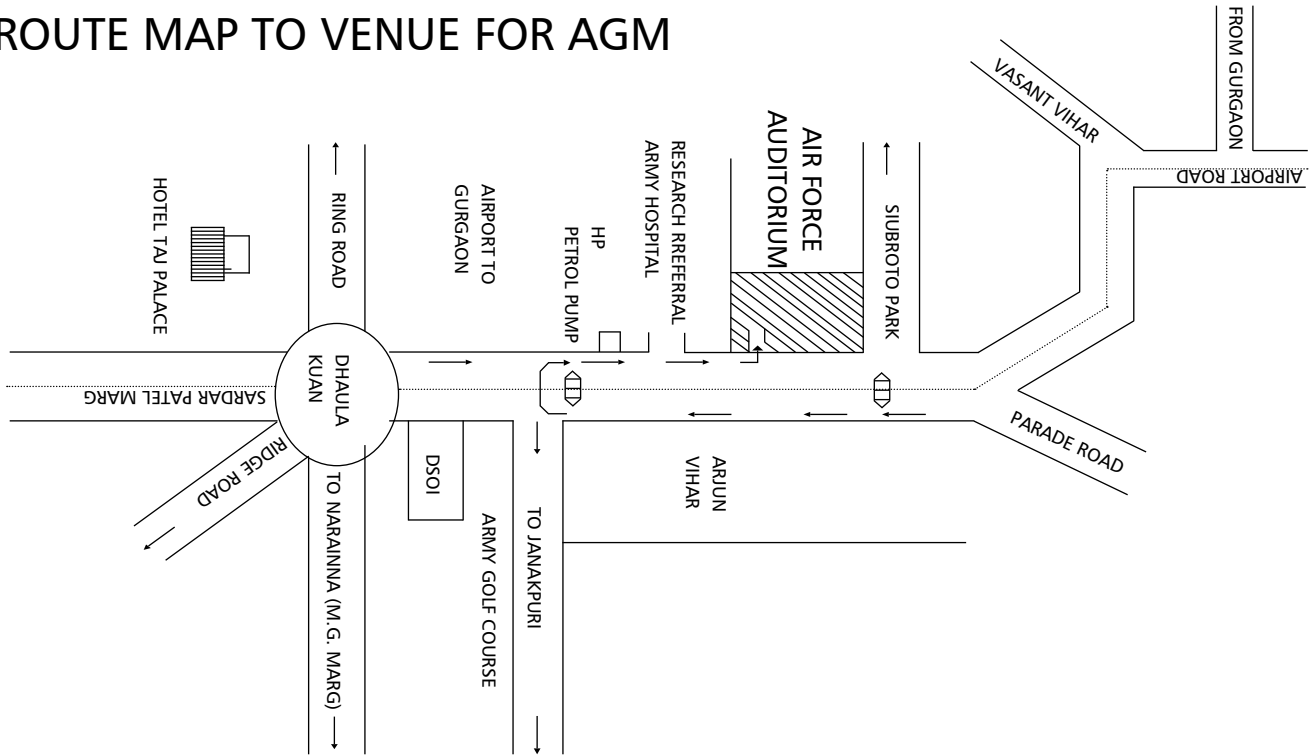 ROUTE MAP TO VENUE FOR AGM
FROM GURGAON
VASANT VIHAR
AIRPORT ROAD
AIR FORCE
AUDITORIUM
RESEARCH RREFERRAL
ARMY HOSPITAL
SIUBROTO PARK
HP
PETROL PUMP
AIRPORT TO
GURGAON
RING ROAD
HOTEL TAJ PALACE
DHAULA
KUAN
SARDAR PATEL MARG
RIDGE ROAD
TO NARAINNA (M.G. MARG)
DSOI
ARMY GOLF COURSE
TO JANAKPURI
ARJUN
VIHAR
PARADE ROAD